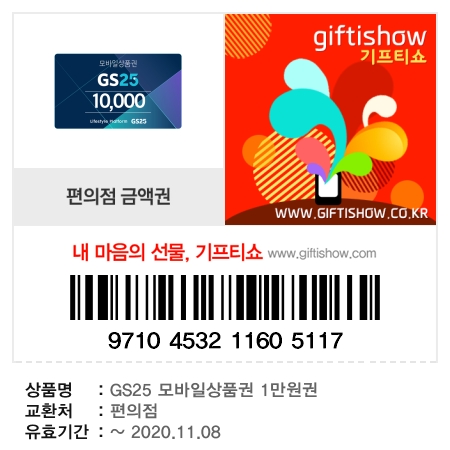 모바일상품권
GS25
10,000
Lifestyle Platform GS25
편의점 금액권
giftishow
기프티쇼
WWW.GIFTISHOW.CO.KR
내 마음의 선물, 기프티쇼 www.giftishow.com
9710 4532 1160 5117
상품명 : GS25 모바일상품권 1만원권
교환처 : 편의점
유효기간 : ~ 2020.11.08